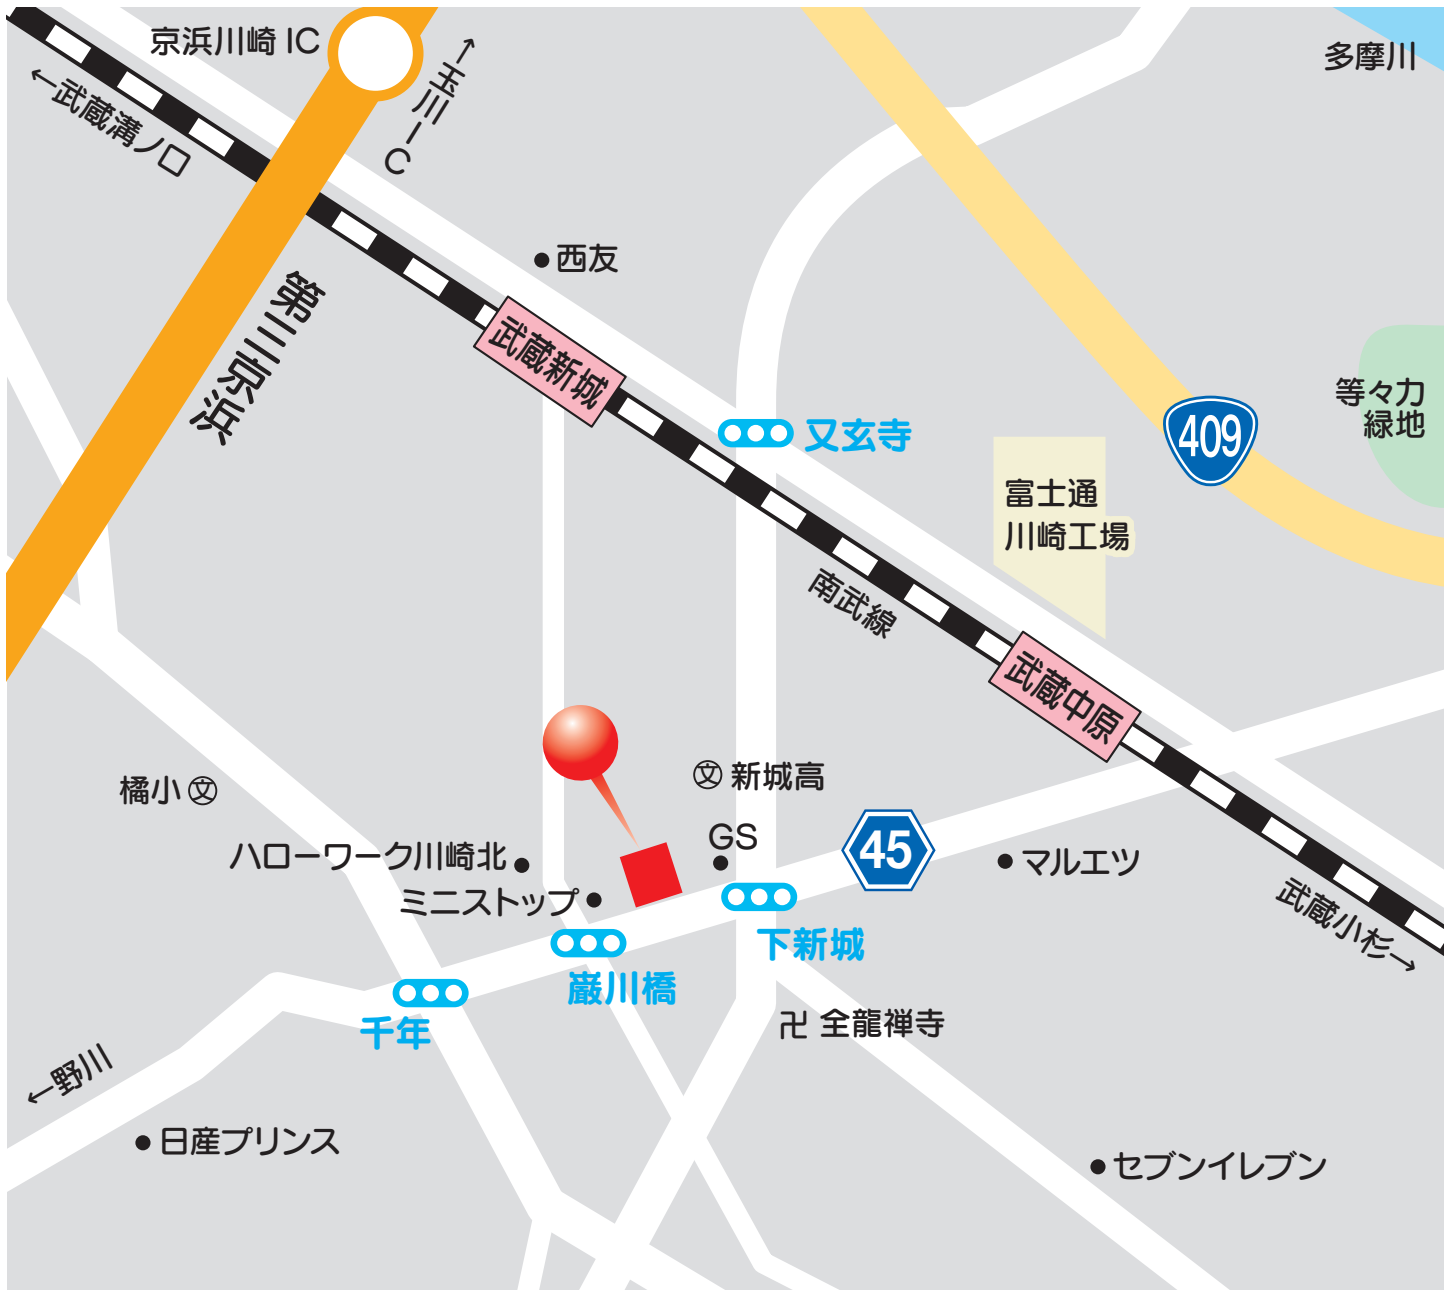 京浜川崎 IC
↑玉川IC
多摩川
←武蔵溝ノ口
西友
第三京浜
武蔵新城
等々力
緑地
又玄寺
409
富士通
川崎工場
南武線
武蔵中原
橘小 文
文 新城高
GS
45
ハローワーク川崎北
マルエツ
ミニストップ
武蔵小杉→
下新城
巌川橋
千年
卍 全龍禅寺
←野川
日産プリンス
セブンイレブン